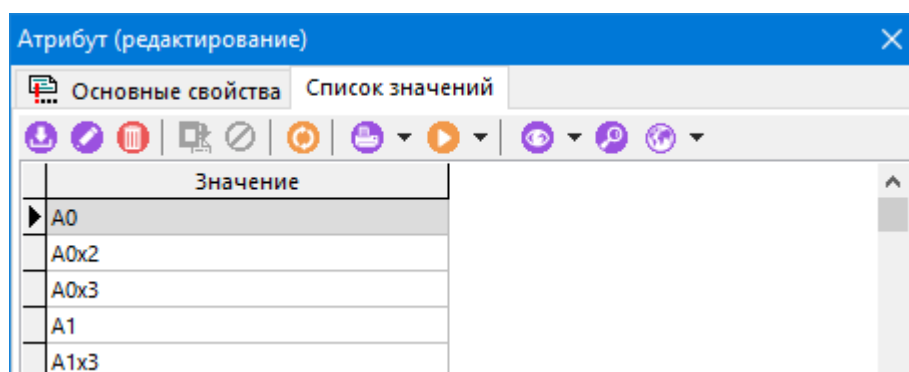 Атрибут (редактирование)
Основные свойства Список значений
Значение
A0
A0x2
A0x3
A1
A1x3